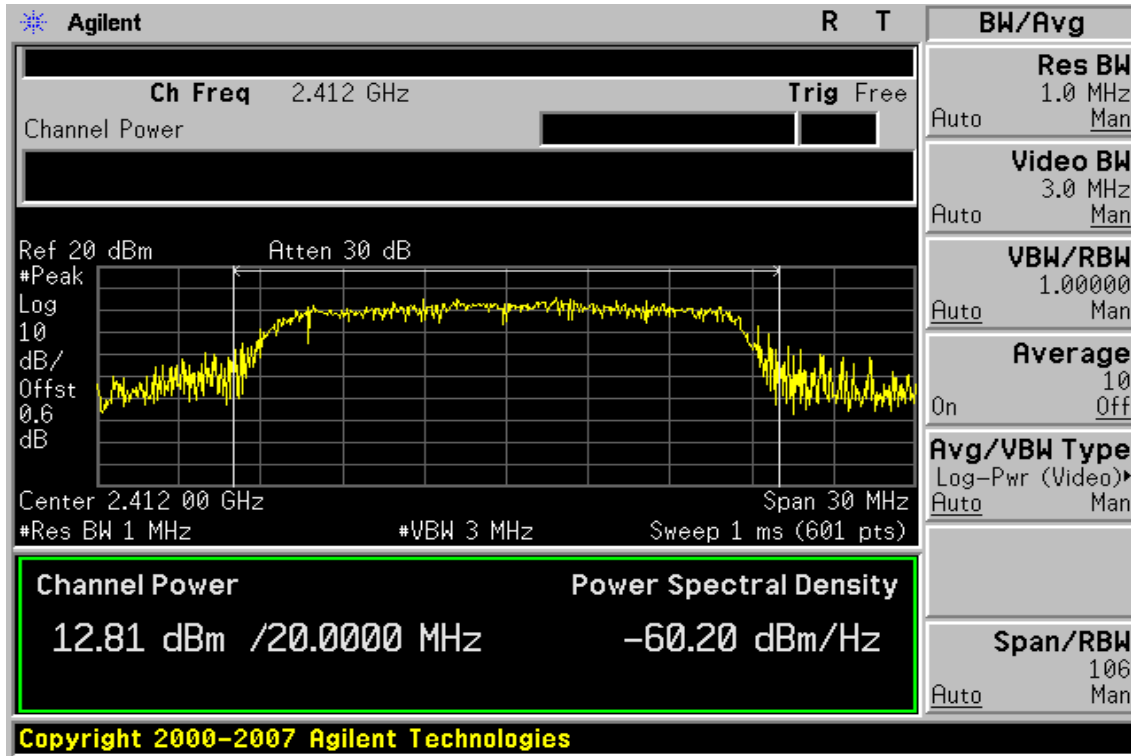 Agilent
R T
BW/Avg
Ch Freq 2.412 GHz
Trig Free
Channel Power
Res BW
1.0 MHz
Auto Man
Video BW
3.0 MHz
Auto Man
VBW/RBW
1.00000
Auto Man
Average
10
On Off
Avg/VBW Type
Log-Pwr (Video)
Auto Man
Span/RBW
106
Auto Man
Ref 20 dBm
Atten 30 dB
#Peak
Log
10
dB/
Offst
0.6
dB
Center 2.412 00 GHz
Span 30 MHz
#Res BW 1 MHz
#VBW 3 MHz
Sweep 1 ms (601 pts)
Channel Power
Power Spectral Density
12.81 dBm /20.0000 MHz
-60.20 dBm/Hz
Copyright 2000-2007 Agilent Technologies